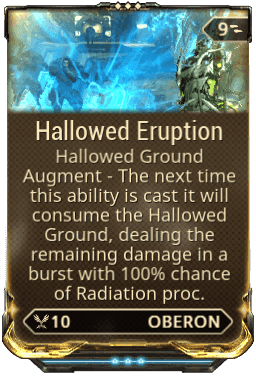 9
Hallowed Eruption
Hallowed Ground
Augment - The next time
this ability is cast it will
consume the Hallowed
Ground, dealing the
remaining damage in a
burst with 100% chance
of Radiation proc.
10 OBERON